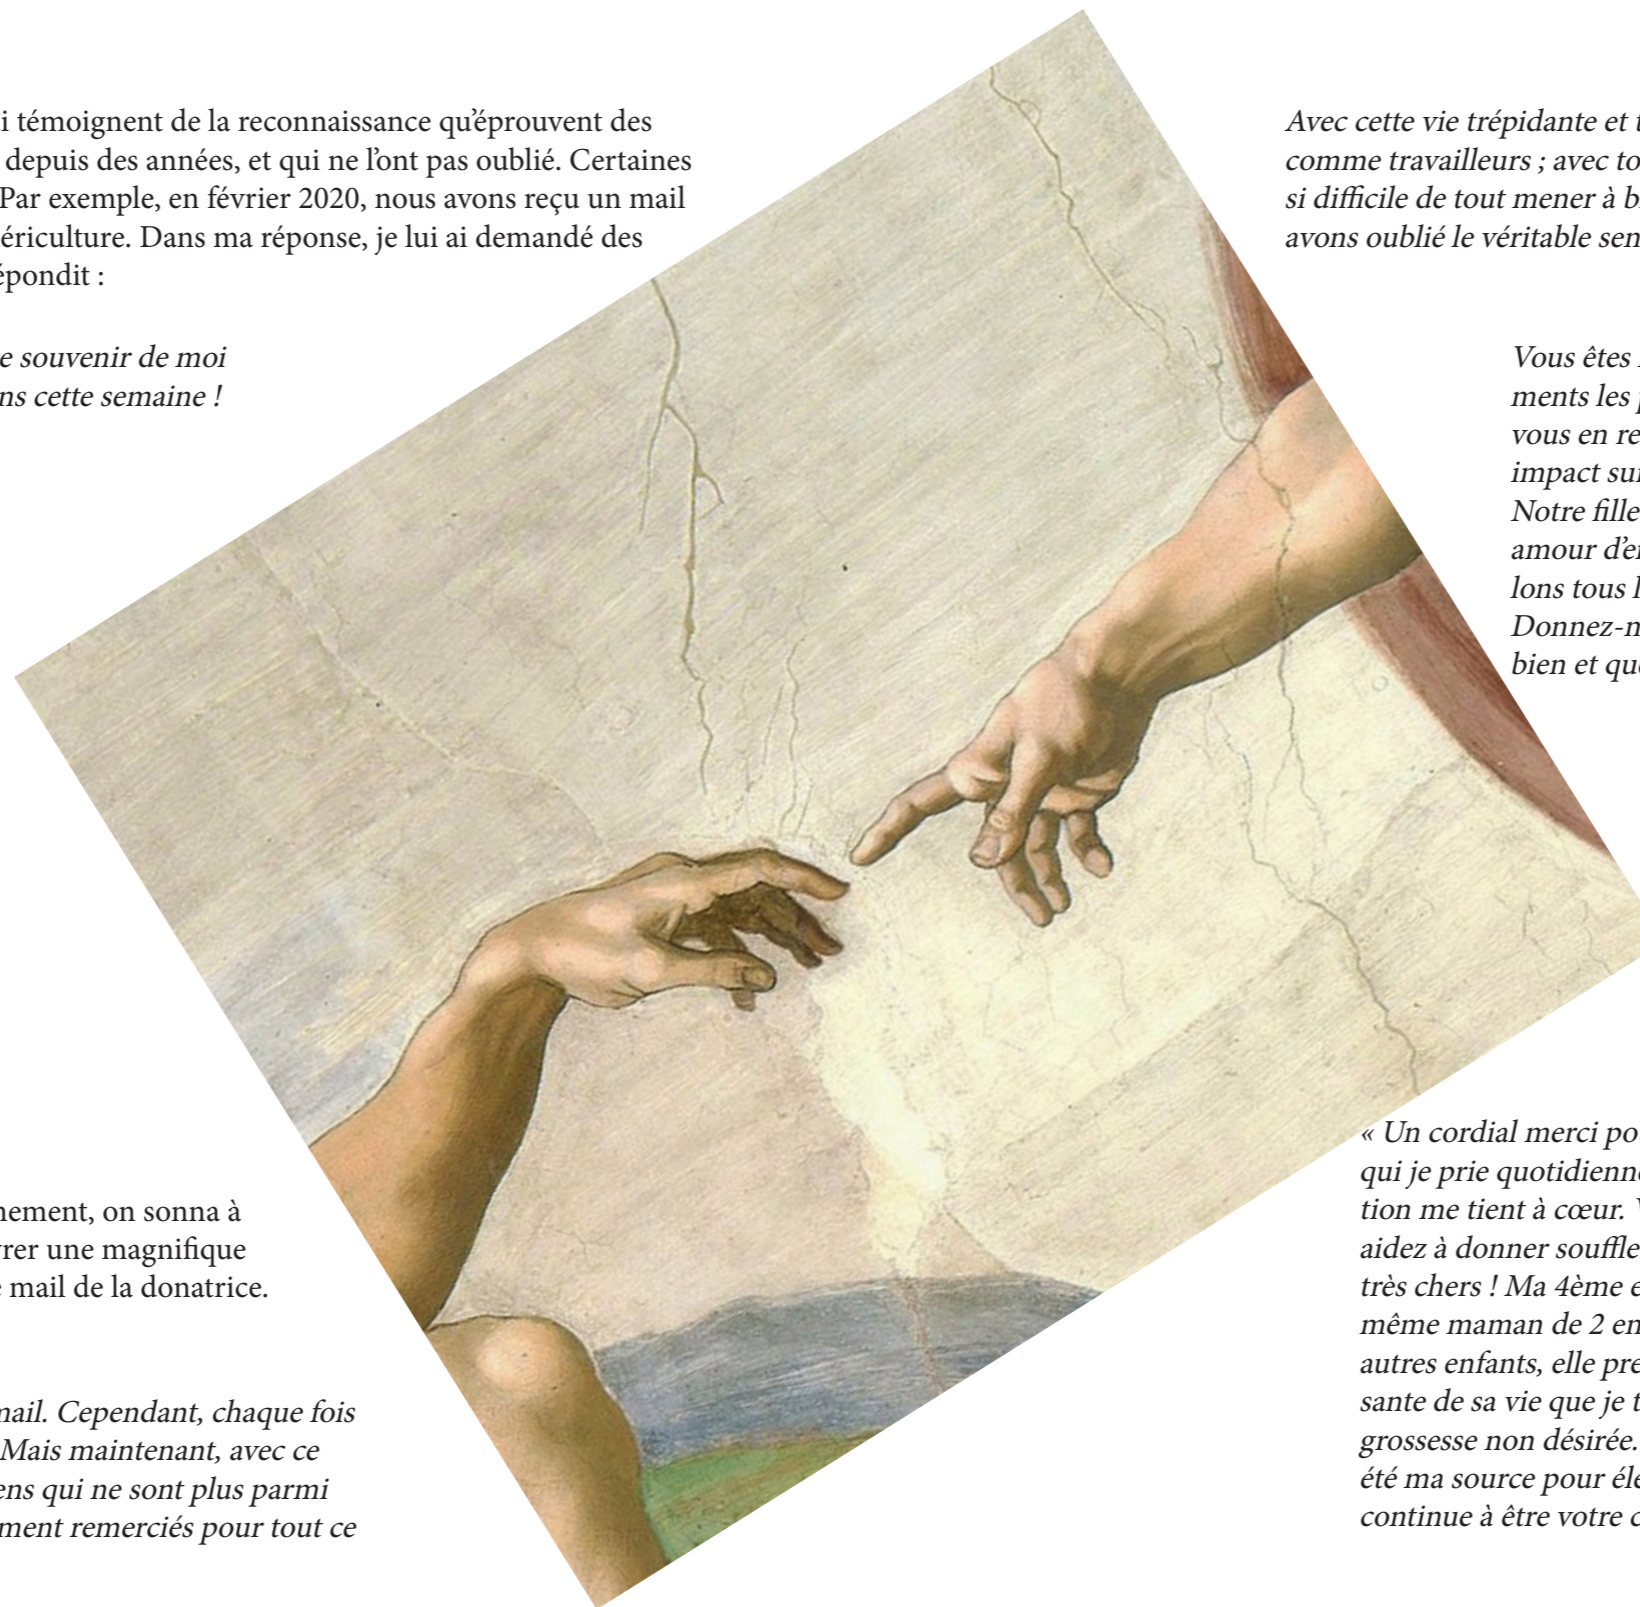 i témoignent de la reconnaissance qu'éprouvent des
depuis des années, et qui ne l'ont pas oublié. Certaines
Par exemple, en février 2020, nous avons reçu un mail
ériculture. Dans ma réponse, je lui ai demandé des
épondit :
e souvenir de moi
ns cette semaine !
nement, on sonna à
vrer une magnifique
e mail de la donatrice.
mail. Cependant, chaque fois
Mais maintenant, avec ce
ens qui ne sont plus parmi
ment remerciés pour tout ce
Avec cette vie trépidante et t
comme travailleurs ; avec to
si difficile de tout mener à b
avons oublié le véritable sen
Vous êtes
ments les p
vous en re
impact sur
Notre fille
amour d'e
lons tous l
Donnez-m
bien et qu
« Un cordial merci po
qui je prie quotidienn
tion me tient à cœur. V
aidez à donner souffle
très chers ! Ma 4ème e
même maman de 2 en
autres enfants, elle pre
sante de sa vie que je t
grossesse non désirée.
été ma source pour éle
continue à être votre c